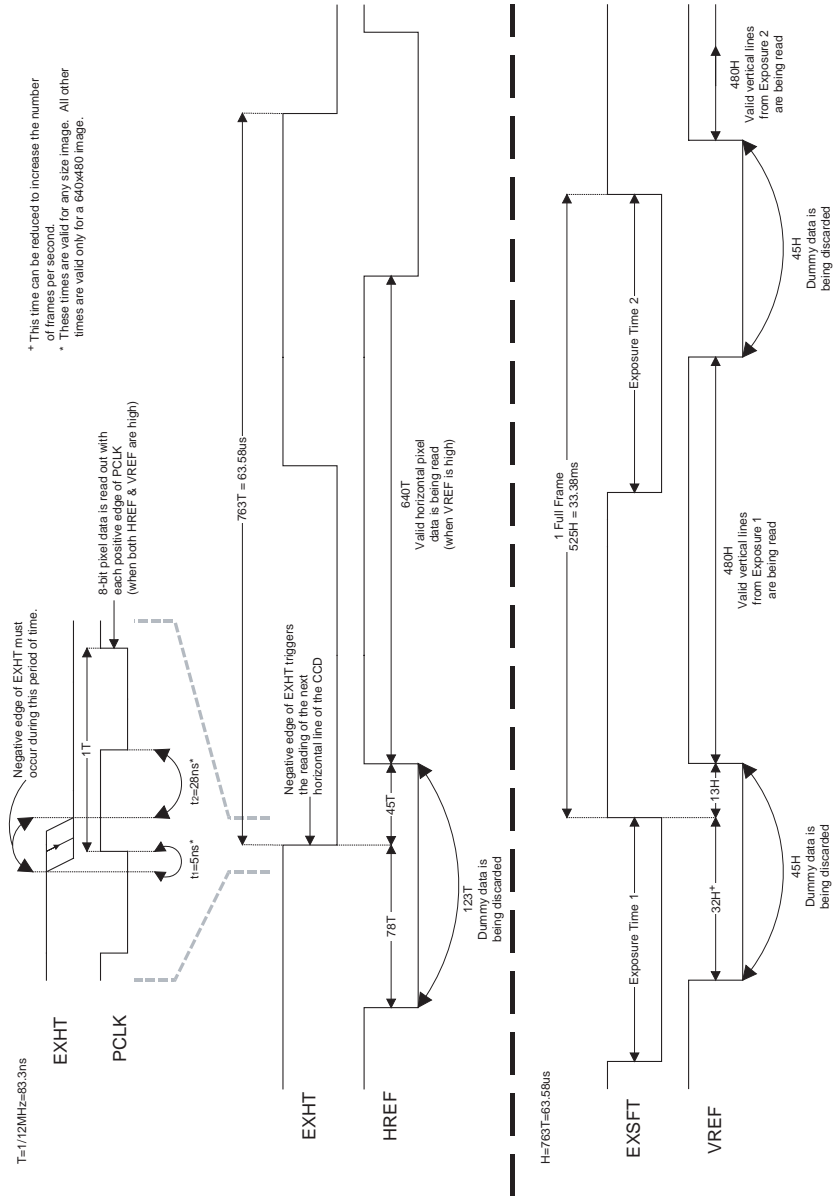 T=1/12MHz=83.3ns
EXHT
PCLK
Negative edge of EXHT must
occur during this period of time.
t1=5ns*
t2=28ns*
1T
8-bit pixel data is read out with
each positive edge of PCLK
(when both HREF & VREF are high)
+ This time can be reduced to increase the number
of frames per second.
* These times are valid for any size image. All other
times are valid only for a 640x480 image.
EXHT
HREF
Negative edge of EXHT triggers
the reading of the next
horizontal line of the CCD
763T = 63.58us
78T
45T
123T
Dummy data is
being discarded
640T
Valid horizontal pixel
data is being read
(when VREF is high)
H=763T=63.58us
EXSFT
VREF
Exposure Time 1
1 Full Frame
525H = 33.38ms
Exposure Time 2
32H+
13H
45H
Dummy data is
being discarded
480H
Valid vertical lines
from Exposure 1
are being read
45H
Dummy data is
being discarded
480H
Valid vertical lines
from Exposure 2
are being read